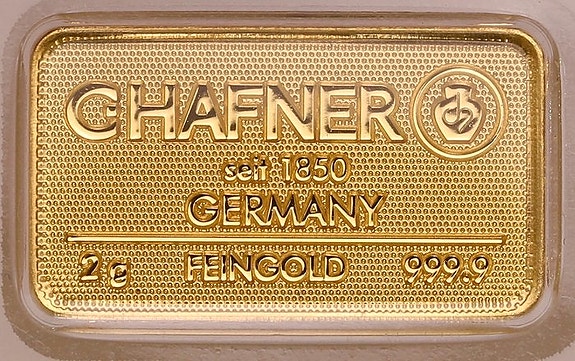 C HAFNER
seit 1850
GERMANY
2 g FEINGOLD 999.9